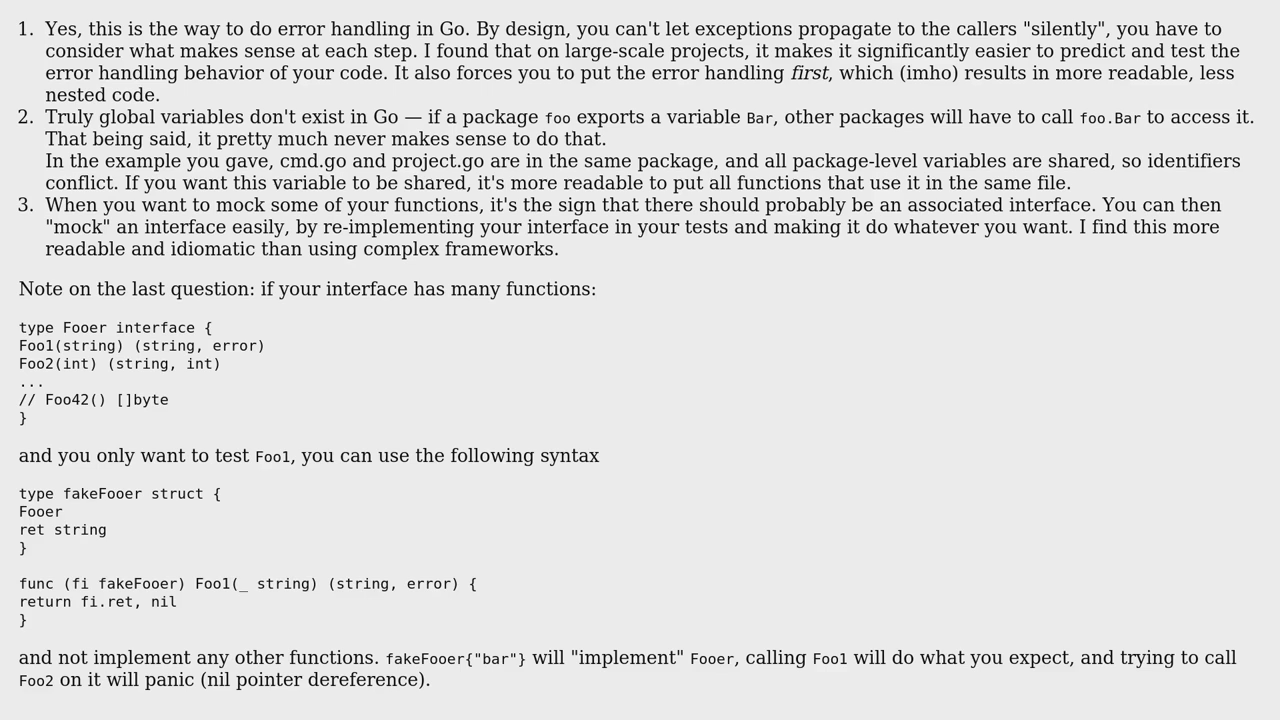 1. Yes, this is the way to do error handling in Go. By design, you can't let exceptions propagate to the callers "silently", you have to
consider what makes sense at each step. I found that on large-scale projects, it makes it significantly easier to predict and test the
error handling behavior of your code. It also forces you to put the error handling first, which (imho) results in more readable, less
nested code.
2. Truly global variables don't exist in Go — if a package foo exports a variable Bar, other packages will have to call foo.Bar to access it.
That being said, it pretty much never makes sense to do that.
In the example you gave, cmd.go and project.go are in the same package, and all package-level variables are shared, so identifiers
conflict. If you want this variable to be shared, it's more readable to put all functions that use it in the same file.
3. When you want to mock some of your functions, it's the sign that there should probably be an associated interface. You can then
"mock" an interface easily, by re-implementing your interface in your tests and making it do whatever you want. I find this more
readable and idiomatic than using complex frameworks.
Note on the last question: if your interface has many functions:
type Fooer interface {
Foo1(string) (string, error)
Foo2(int) (string, int)
...
// Foo42() []byte
}
and you only want to test Foo1, you can use the following syntax
type fakeFooer struct {
Fooer
ret string
}
func (fi fakeFooer) Foo1(_ string) (string, error) {
return fi.ret, nil
}
and not implement any other functions. fakeFooer{"bar"} will "implement" Fooer, calling Foo1 will do what you expect, and trying to call
Foo2 on it will panic (nil pointer dereference).